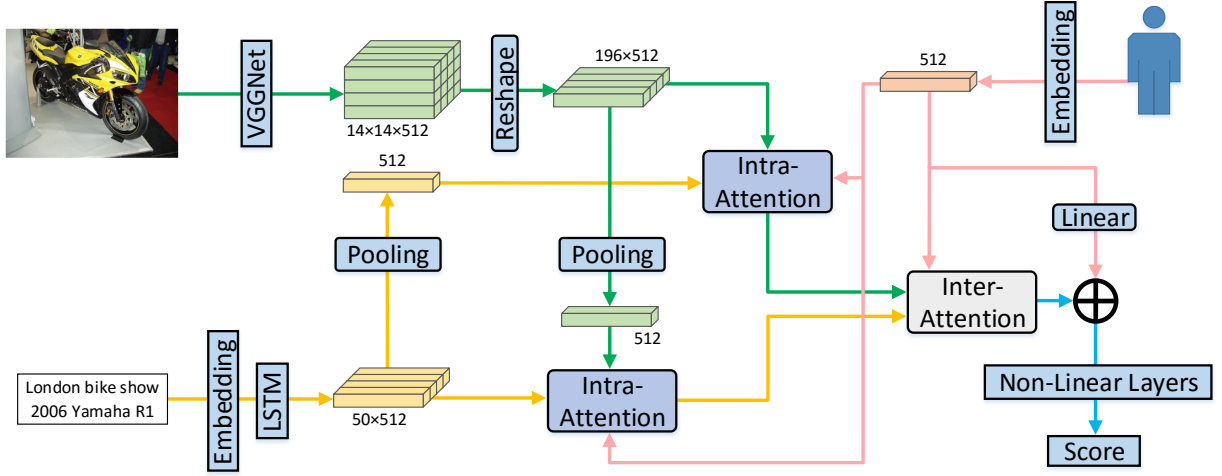 VGGNet
14×14×512
Reshape
196×512
512
Embedding
512
Intra-
Attention
Linear
Pooling
Pooling
Inter-
Attention
512
London bike show
2006 Yamaha R1
Embedding
LSTM
50×512
Intra-
Attention
Non-Linear Layers
Score